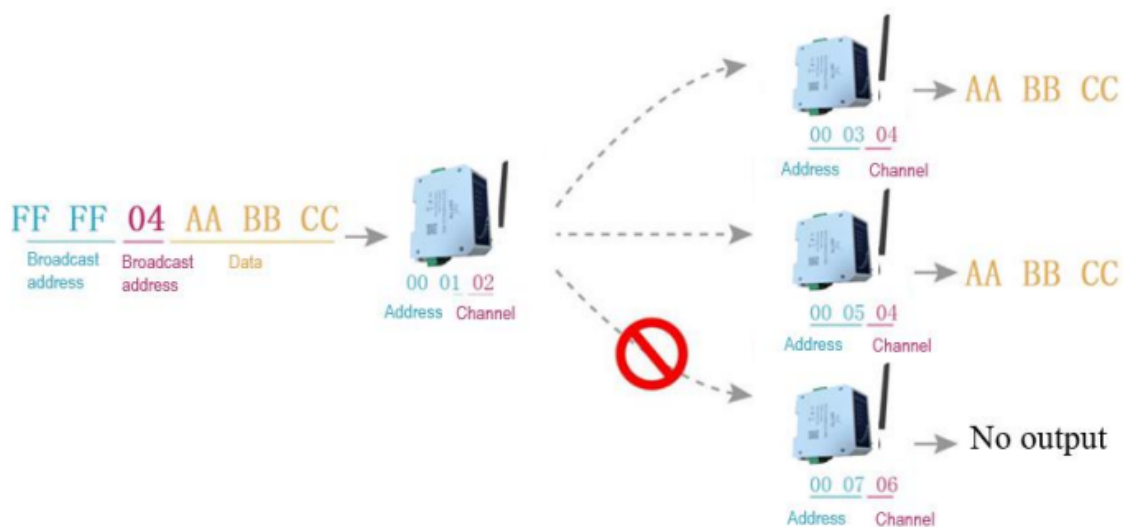 FF FF 04 AA BB CC
Broadcast address
Broadcast address
Data
00 01 02
Address Channel
00 03 04
Address Channel
AA BB CC
00 05 04
Address Channel
AA BB CC
00 07 06
Address Channel
No output